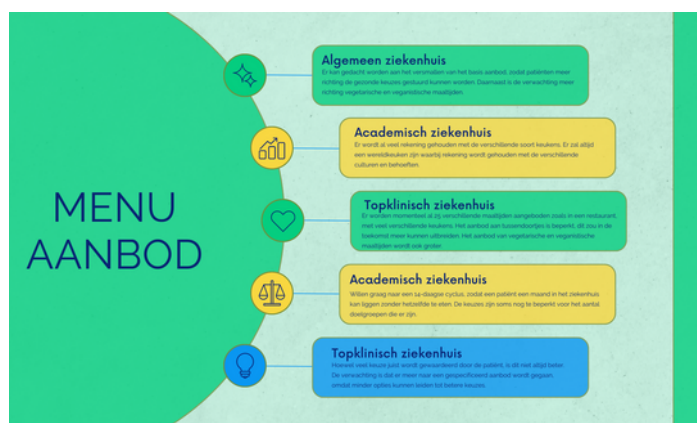 MENU
AANBOD
Algemeen ziekenhuis
Er kan gedacht worden aan het versmallen van het basis aanbod, zodat patiënten meer
richting de gezonde keuzes gestuurd kunnen worden. Daarnaast is de verwachting meer
richting vegetarische en veganistische maaltijden.
Academisch ziekenhuis
Er wordt al veel rekening gehouden met de verschillende soort keukens. Er zal altijd
een wereldkeuken zijn waarbij rekening wordt gehouden met de verschillende
culturen en behoeften.
Topklinisch ziekenhuis
Er worden momenteel al 25 verschillende maaltijden aangeboden zoals in een restaurant,
met veel verschillende keukens. Het aanbod aan tussendoortjes is beperkt, dit zou in de
toekomst meer kunnen uitbreiden. Het aanbod van vegetarische en veganistische
maaltijden wordt ook groter.
Academisch ziekenhuis
Willen graag naar een 14-daagse cyclus, zodat een patiënt een maand in het ziekenhuis
kan liggen zonder hetzelfde te eten. De keuzes zijn soms nog te beperkt voor het aantal
doelgroepen die er zijn.
Topklinisch ziekenhuis
Hoewel veel keuze juist wordt gewaardeerd door de patiënt, is dit niet altijd beter.
De verwachting is dat er meer naar een gespecificeerd aanbod wordt gegaan,
omdat minder opties kunnen leiden tot betere keuzes.